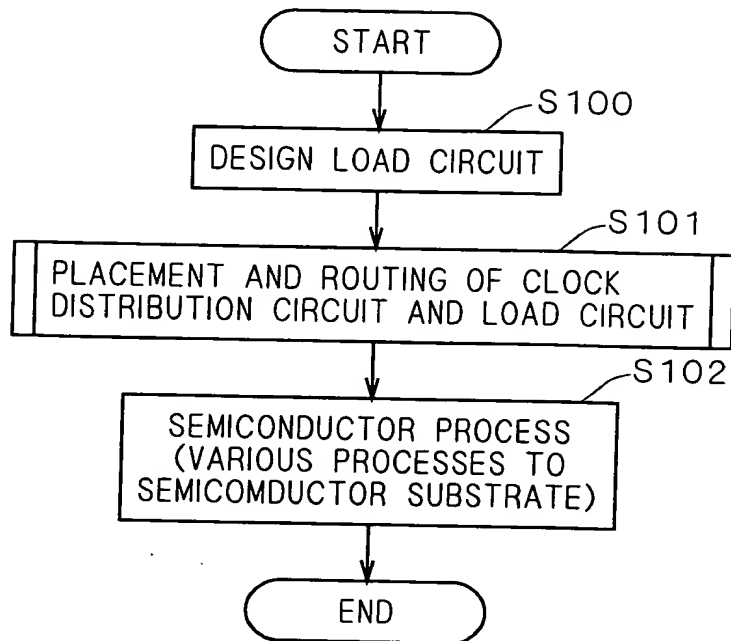 START
S100
DESIGN LOAD CIRCUIT
S101
PLACEMENT AND ROUTING OF CLOCK
DISTRIBUTION CIRCUIT AND LOAD CIRCUIT
S102
SEMICONDUCTOR PROCESS
(VARIOUS PROCESSES TO
SEMICOMDUCTOR SUBSTRATE)
END